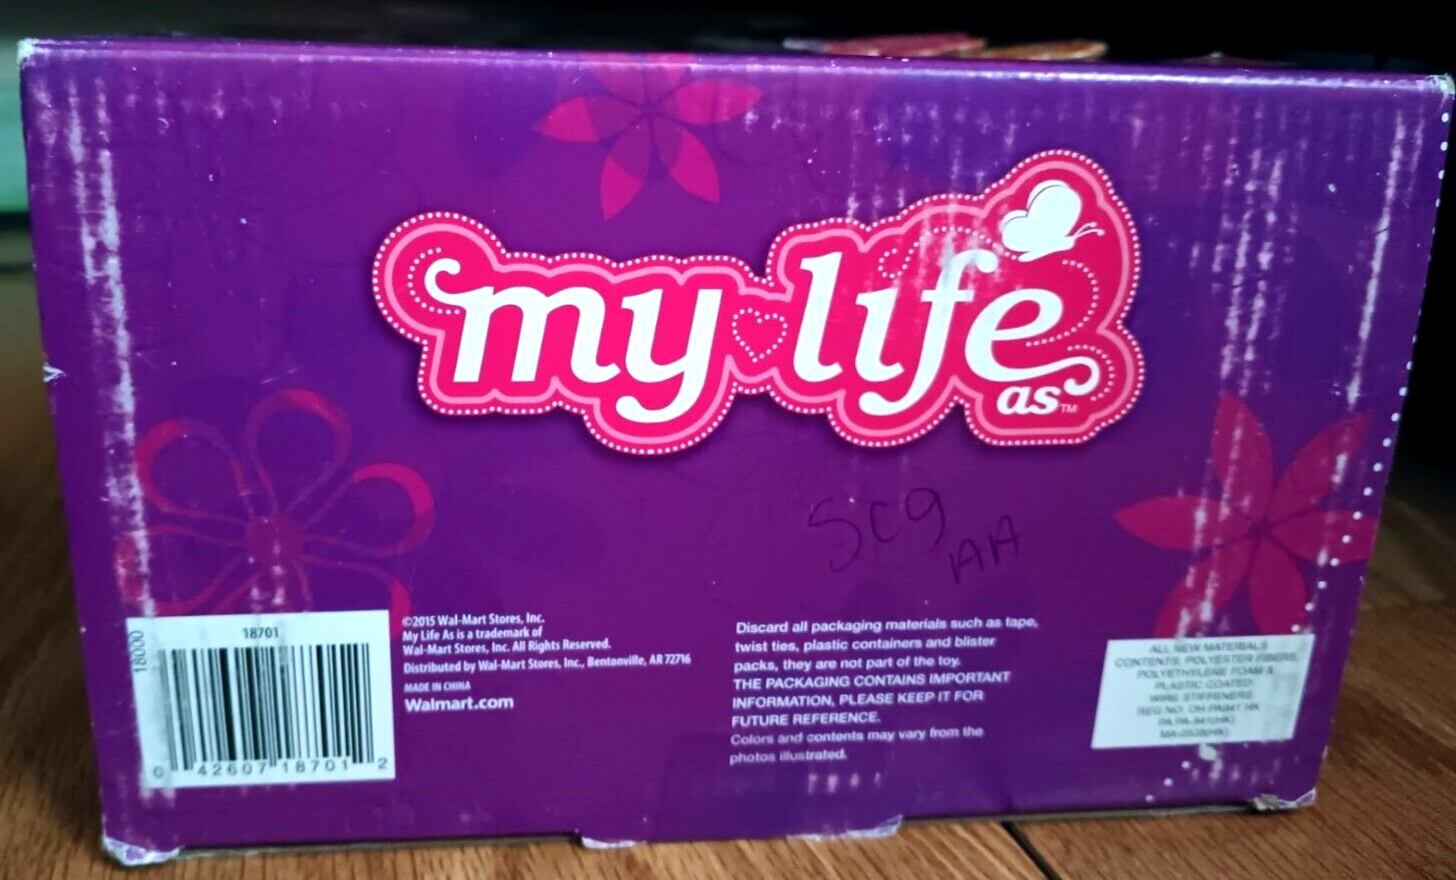 my life
as™
SC9
AA
18701
18000
0 42607 18701 2
©2015 Wal-Mart Stores, Inc.
My Life As is a trademark of
Wal-Mart Stores, Inc. All Rights Reserved.
Distributed by Wal-Mart Stores, Inc., Bentonville, AR 72716
MADE IN CHINA
Walmart.com
Discard all packaging materials such as tape,
twist ties, plastic containers and blister
packs, they are not part of the toy.
THE PACKAGING CONTAINS IMPORTANT
INFORMATION, PLEASE KEEP IT FOR
FUTURE REFERENCE.
Colors and contents may vary from the
photos illustrated.
ALL NEW MATERIALS
CONTENTS: POLYESTER FIBERS,
POLYETHYLENE FOAM &
PLASTIC COATED
WIRE STIFFENERS
REG NO.